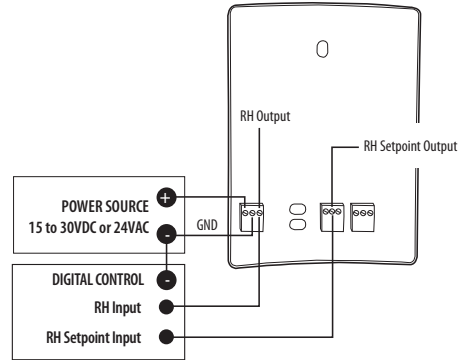 RH Output
RH Setpoint Output
+
POWER SOURCE
15 to 30VDC or 24VAC
-
GND
DIGITAL CONTROL
-
RH Input
RH Setpoint Input